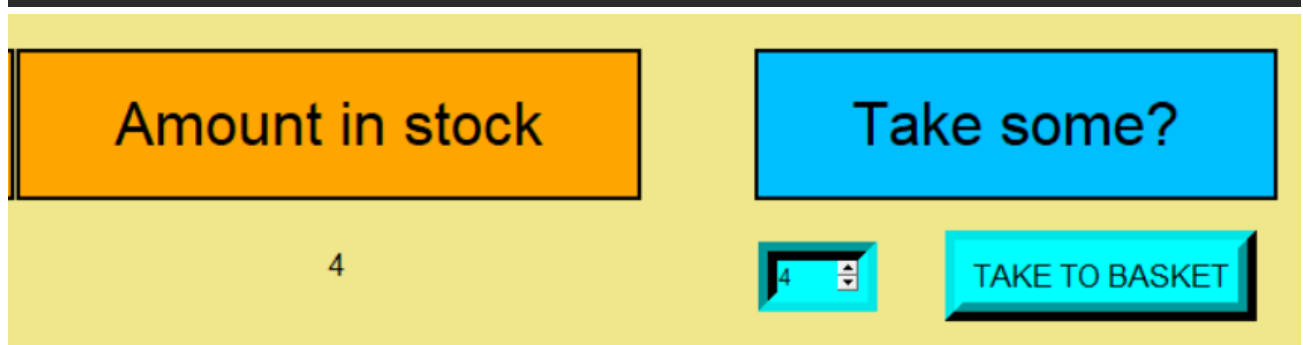 Amount in stock
Take some?
4
4
TAKE TO BASKET